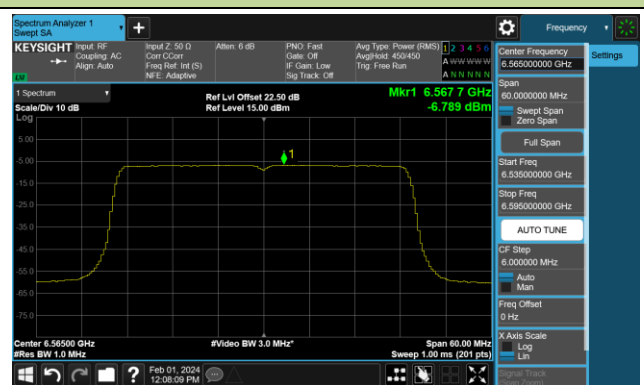 Spectrum Analyzer 1
Swept SA
+
Frequency
KEYSIGHT
Input: RF
Coupling: AC
Align: Auto
Input Z: 50 Ω
Corr CCorr
Freq Ref: Int (S)
NFE: Adaptive
Atten: 6 dB
PNO: Fast
Gate: Off
IF Gain: Low
Sig Track: Off
Avg Type: Power (RMS)
Avg|Hold: 450/450
Trig: Free Run
1 2 3 4 5 6
A W W W W W
A N N N N N
LW
1 Spectrum
Scale/Div 10 dB
Log
Ref Lvl Offset 22.50 dB
Ref Level 15.00 dBm
Mkr1 6.567 7 GHz
-6.789 dBm
1
5.00
-5.00
-15.0
-25.0
-35.0
-45.0
-55.0
-65.0
-75.0
Center 6.56500 GHz
#Res BW 1.0 MHz
#Video BW 3.0 MHz*
Span 60.00 MHz
Sweep 1.00 ms (201 pts)
Center Frequency
6.565000000 GHz
Settings
Span
60.0000000 MHz
Swept Span
Zero Span
Full Span
Start Freq
6.535000000 GHz
Stop Freq
6.595000000 GHz
AUTO TUNE
CF Step
6.000000 MHz
Auto
Man
Freq Offset
0 Hz
X Axis Scale
Log
Lin
Signal Track
(Span Zoom)
Feb 01, 2024
12:08:09 PM